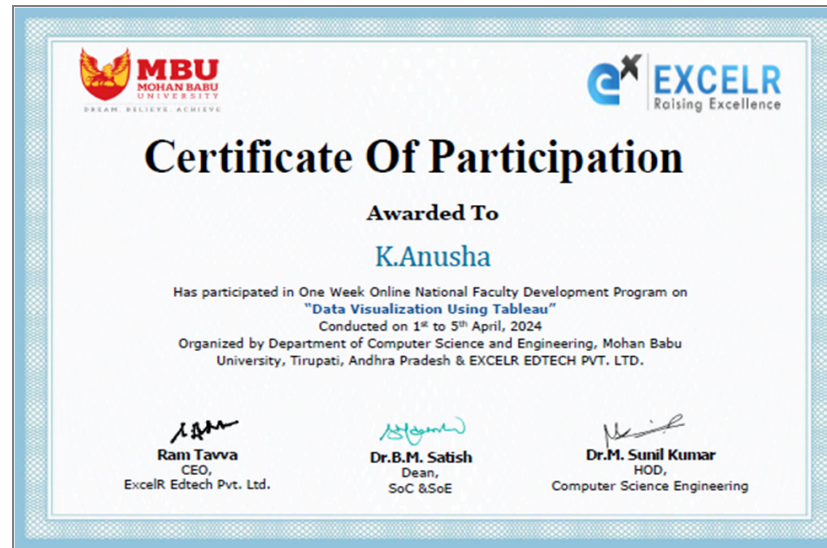 MBU
MOHAN BABU
UNIVERSITY
DREAM. BELIEVE. ACHIEVE
ex EXCELR
Raising Excellence
Certificate Of Participation
Awarded To
K.Anusha
Has participated in One Week Online National Faculty Development Program on
"Data Visualization Using Tableau"
Conducted on 1st to 5th April, 2024
Organized by Department of Computer Science and Engineering, Mohan Babu
University, Tirupati, Andhra Pradesh & EXCELR EDTECH PVT. LTD.
Ram Tavva
CEO,
ExcelR Edtech Pvt. Ltd.
Dr.B.M. Satish
Dean,
SoC &SoE
Dr.M. Sunil Kumar
HOD,
Computer Science Engineering